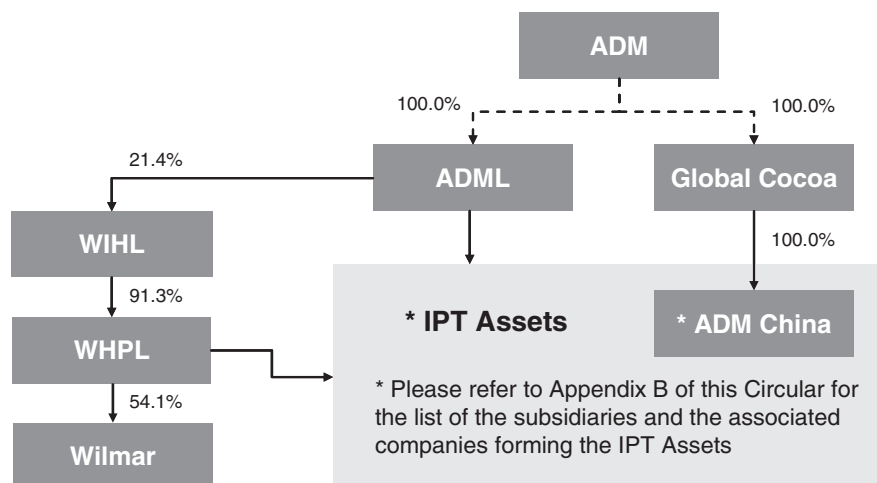 ADM
100.0%
100.0%
ADML
Global Cocoa
21.4%
100.0%
WIHL
91.3%
* IPT Assets
* ADM China
WHPL
54.1%
* Please refer to Appendix B of this Circular for
the list of the subsidiaries and the associated
companies forming the IPT Assets
Wilmar